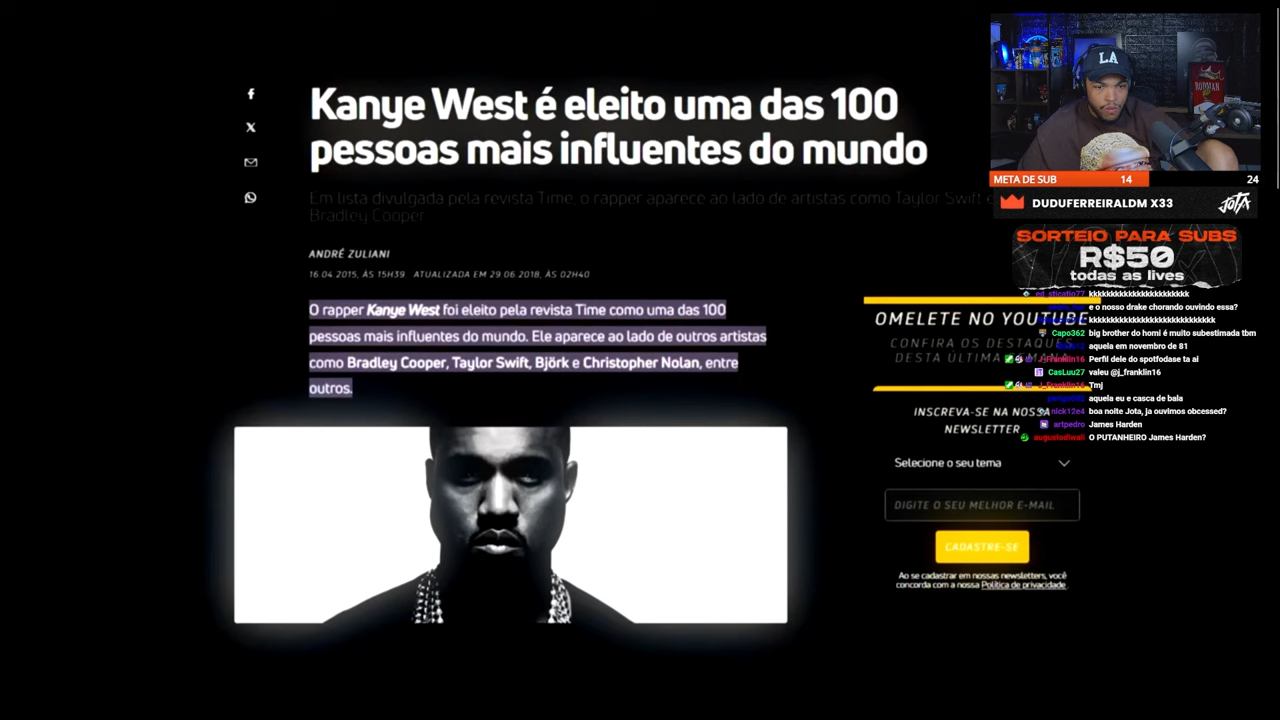 Kanye West é eleito uma das 100
pessoas mais influentes do mundo
Em lista divulgada pela revista Time, o rapper aparece ao lado de artistas como Taylor Swift e
Bradley Cooper
ANDRÉ ZULIANI
16.04.2015, ÀS 15H39. ATUALIZADA EM 29.06.2018, ÀS 02H40
O rapper Kanye West foi eleito pela revista Time como uma das 100
pessoas mais influentes do mundo. Ele aparece ao lado de outros artistas
como Bradley Cooper, Taylor Swift, Björk e Christopher Nolan, entre
outros.
LA
RODMAN
META DE SUB 14 24
DUDUFERREIRALDM X33
JOTA
SORTEIO PARA SUBS
R$50
todas as lives
OMELETE NO YOUTUBE
CONFIRA OS DESTAQUES
DESTA ÚLTIMA SEMANA
INSCREVA-SE NA NOSSA
NEWSLETTER
Selecione o seu tema
DIGITE O SEU MELHOR E-MAIL
CADASTRE-SE
Ao se cadastrar em nossas newsletters, você
concorda com a nossa Política de privacidade.
kkkkkkkkkkkkkkkkkkkkkkk
e o nosso drake chorando ouvindo essa?
Capo362 big brother do homi é muito subestimada tbm
aquela em novembro de 81
J_Franklin16 Perfil dele do spotfodase ta ai
CasLuu27 valeu @j_franklin16
J_Franklin16 Tmj
aquela eu e casca de bala
nick12e4 boa noite Jota, ja ouvimos obcessed?
artpedro James Harden
augustodiwali O PUTANHEIRO James Harden?